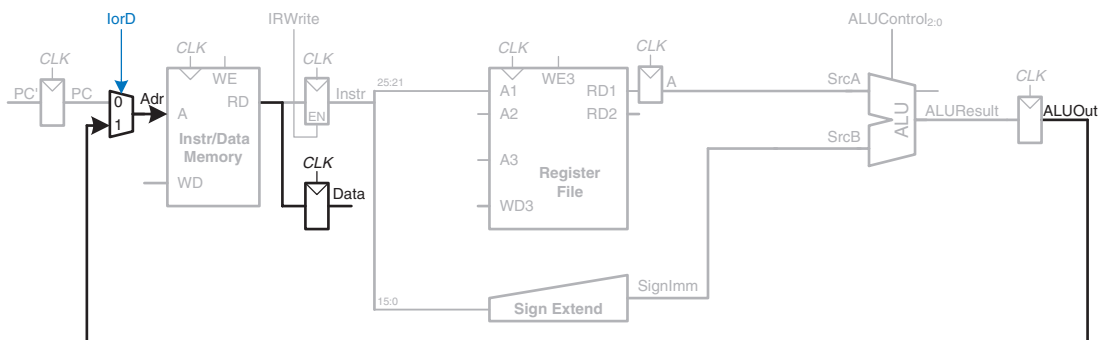 IorD
IRWrite
ALUControl2:0
CLK
CLK
CLK
CLK
CLK
PC'
PC
0
1
Adr
WE
A
RD
Instr/Data
Memory
WD
EN
Instr
CLK
Data
25:21
WE3
A1
RD1
A2
RD2
A3
Register
File
WD3
A
SrcA
SrcB
ALU
ALUResult
ALUOut
15:0
Sign Extend
SignImm